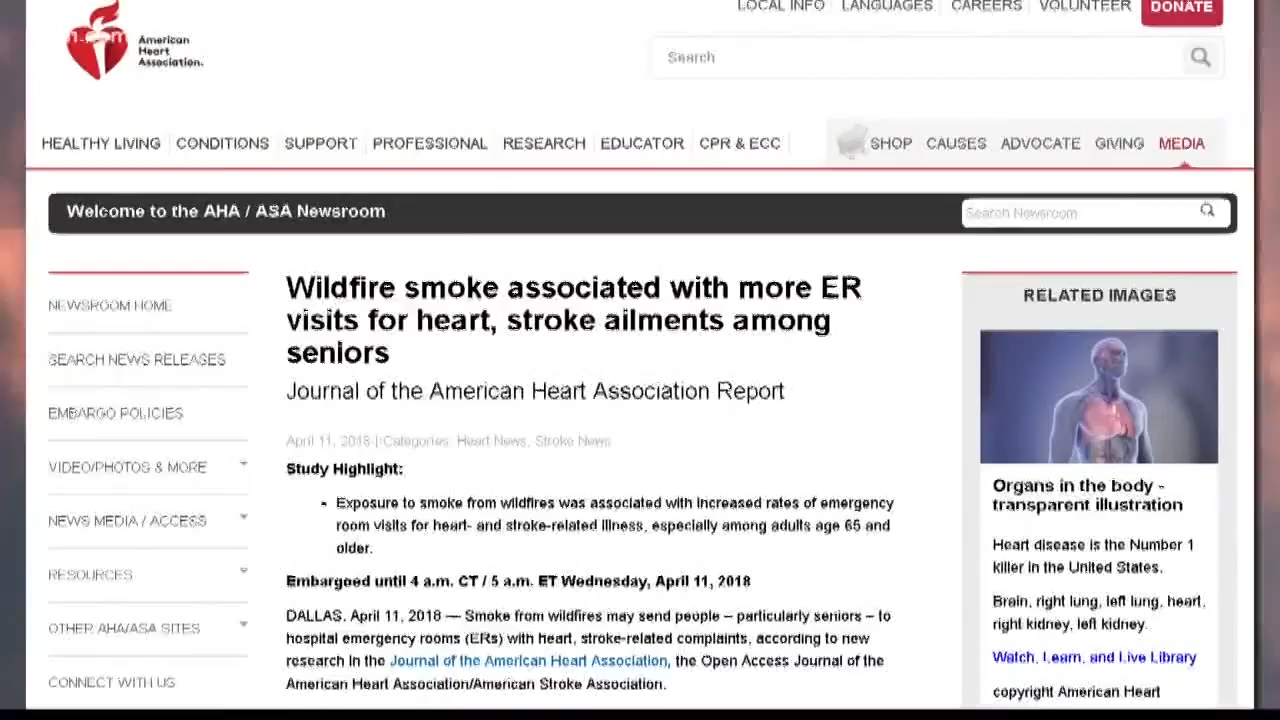 LOCAL INFO LANGUAGES CAREERS VOLUNTEER DONATE
American
Heart
Association.
Search
HEALTHY LIVING CONDITIONS SUPPORT PROFESSIONAL RESEARCH EDUCATOR CPR & ECC SHOP CAUSES ADVOCATE GIVING MEDIA
Welcome to the AHA / ASA Newsroom
Search Newsroom
NEWSROOM HOME
SEARCH NEWS RELEASES
EMBARGO POLICIES
VIDEO/PHOTOS & MORE
NEWS MEDIA / ACCESS
RESOURCES
OTHER AHA/ASA SITES
CONNECT WITH US
Wildfire smoke associated with more ER
visits for heart, stroke ailments among
seniors
Journal of the American Heart Association Report
April 11, 2018 | Categories: Heart News, Stroke News
Study Highlight:
- Exposure to smoke from wildfires was associated with increased rates of emergency
room visits for heart- and stroke-related illness, especially among adults age 65 and
older.
Embargoed until 4 a.m. CT / 5 a.m. ET Wednesday, April 11, 2018
DALLAS, April 11, 2018 — Smoke from wildfires may send people – particularly seniors – to
hospital emergency rooms (ERs) with heart, stroke-related complaints, according to new
research in the Journal of the American Heart Association, the Open Access Journal of the
American Heart Association/American Stroke Association.
RELATED IMAGES
Organs in the body -
transparent illustration
Heart disease is the Number 1
killer in the United States.
Brain, right lung, left lung, heart,
right kidney, left kidney.
Watch, Learn, and Live Library
copyright American Heart